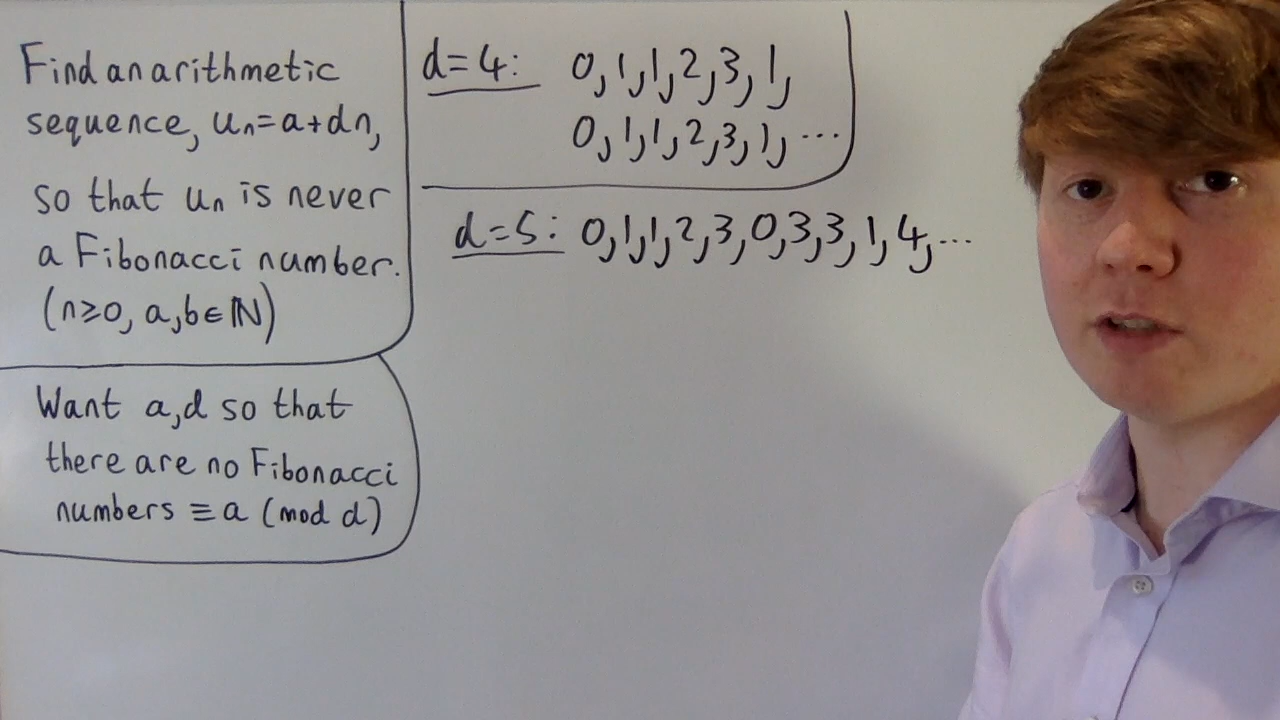 Find an arithmetic
sequence, uₙ=a+dn,
so that uₙ is never
a Fibonacci number.
(n≥0, a,b∈ℕ)
Want a,d so that
there are no Fibonacci
numbers ≡a (mod d)
d=4: 0,1,1,2,3,1,
0,1,1,2,3,1,...
d=5: 0,1,1,2,3,0,3,3,1,4,...